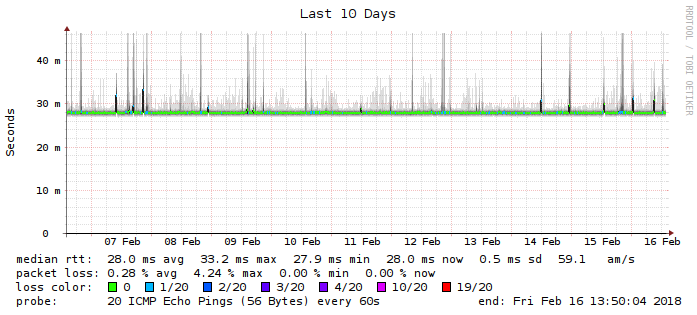 Last 10 Days
RRDTOOL / TOBI OETIKER
Seconds
40 m
30 m
20 m
10 m
0
07 Feb 08 Feb 09 Feb 10 Feb 11 Feb 12 Feb 13 Feb 14 Feb 15 Feb 16 Feb
median rtt: 28.0 ms avg 33.2 ms max 27.9 ms min 28.0 ms now 0.5 ms sd 59.1 am/s
packet loss: 0.28 % avg 4.24 % max 0.00 % min 0.00 % now
loss color: 0 1/20 2/20 3/20 4/20 10/20 19/20
probe: 20 ICMP Echo Pings (56 Bytes) every 60s end: Fri Feb 16 13:50:04 2018